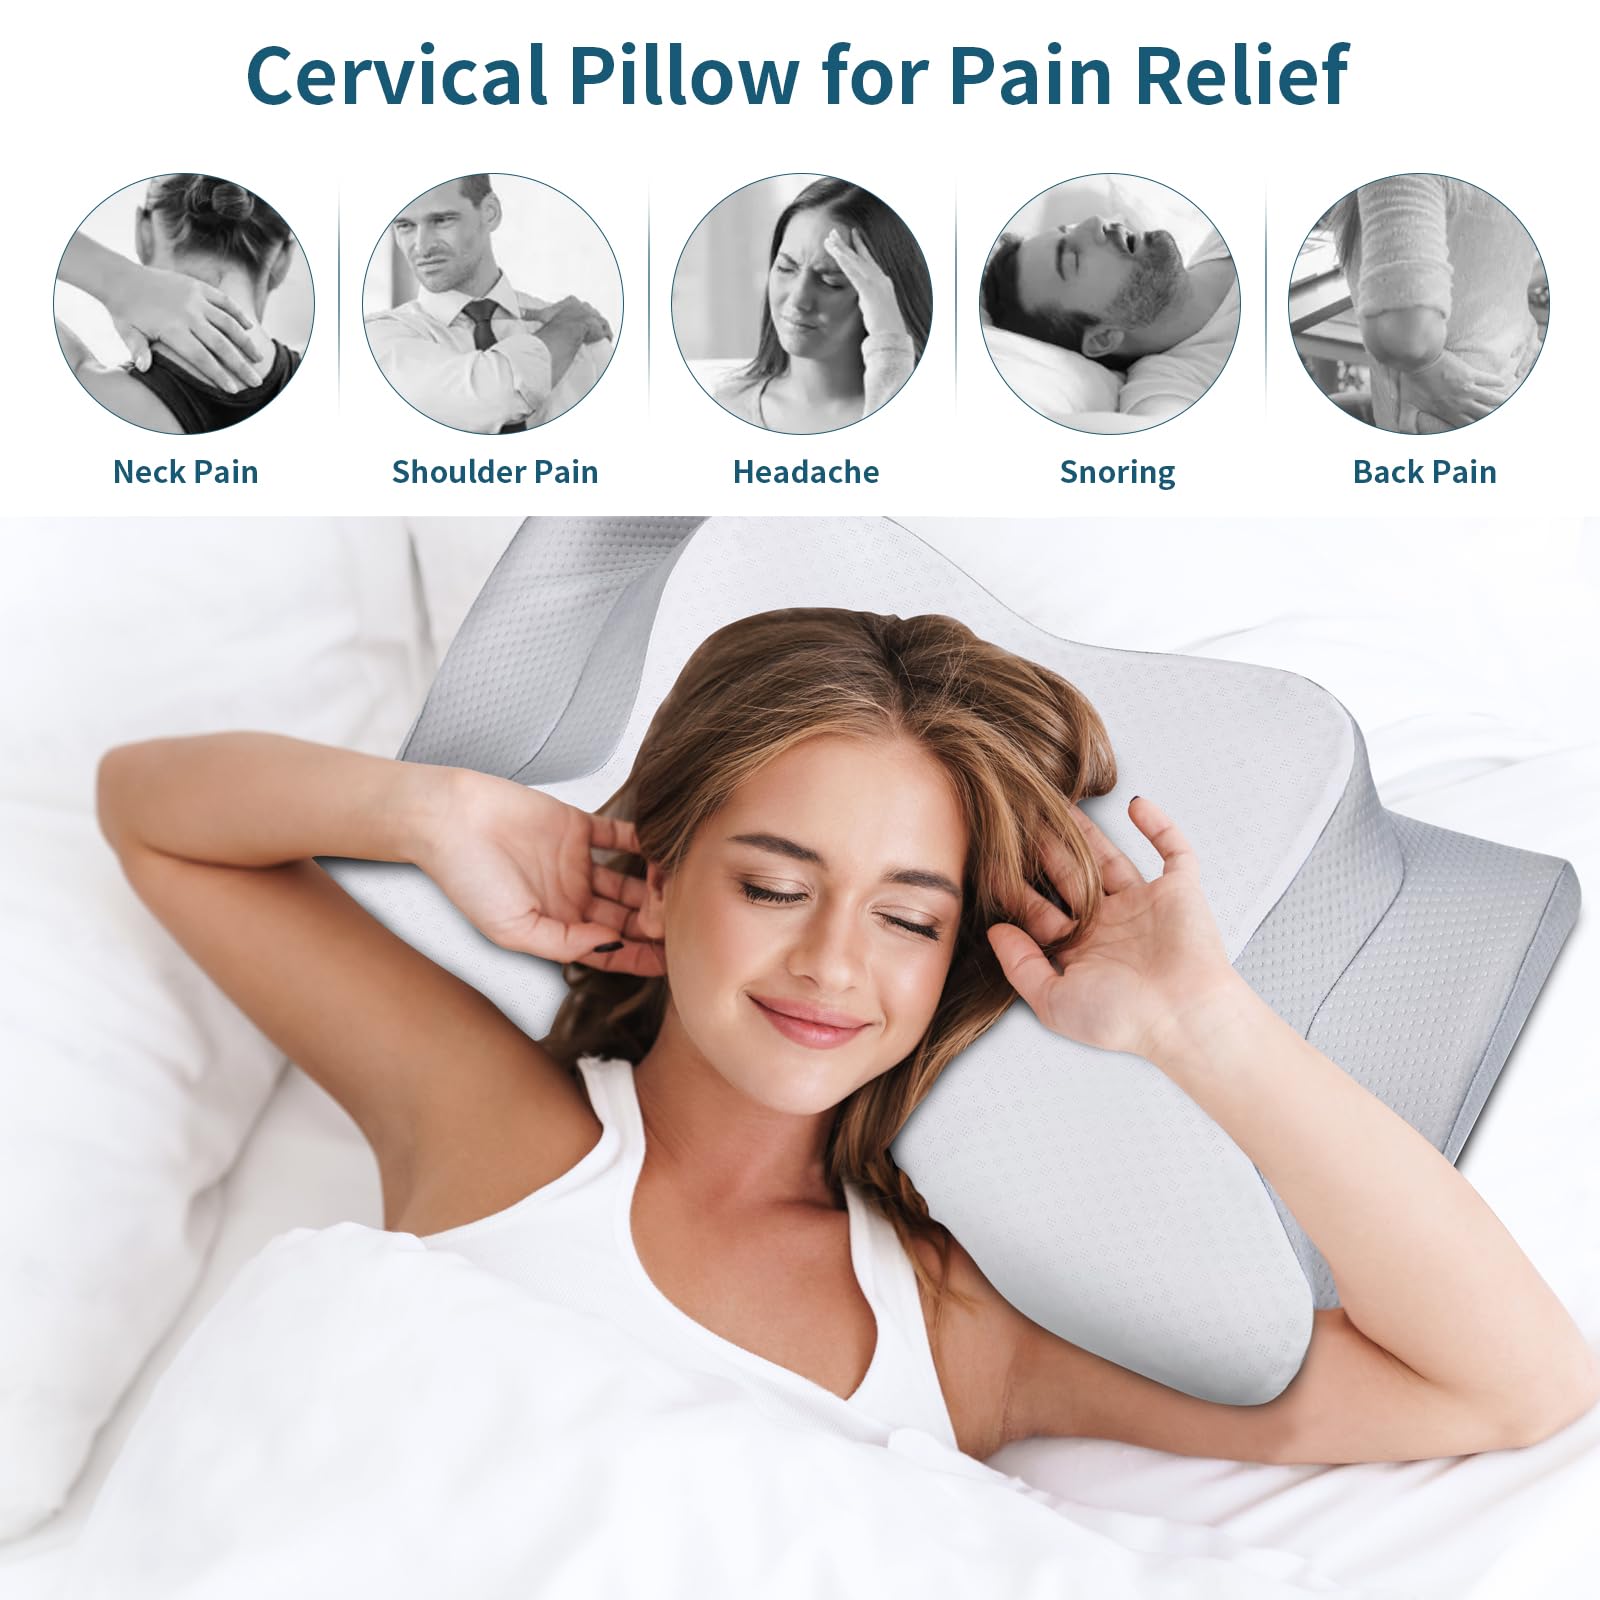 Cervical Pillow for Pain Relief
Neck Pain
Shoulder Pain
Headache
Snoring
Back Pain